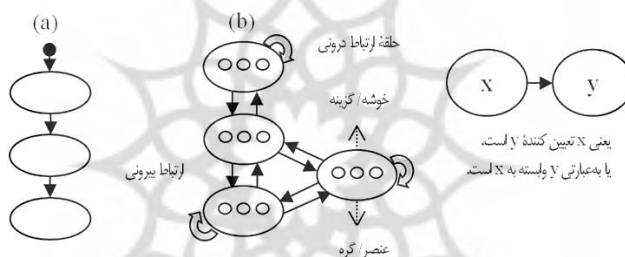 (a)
(b)
حلقهٔ ارتباط درونی
خوشه/گزینه
ارتباط بیرونی
عنصر/گره
x
y
یعنی x تعیین کنندهٔ y است.
یا به‌عبارتی y وابسته به x است.